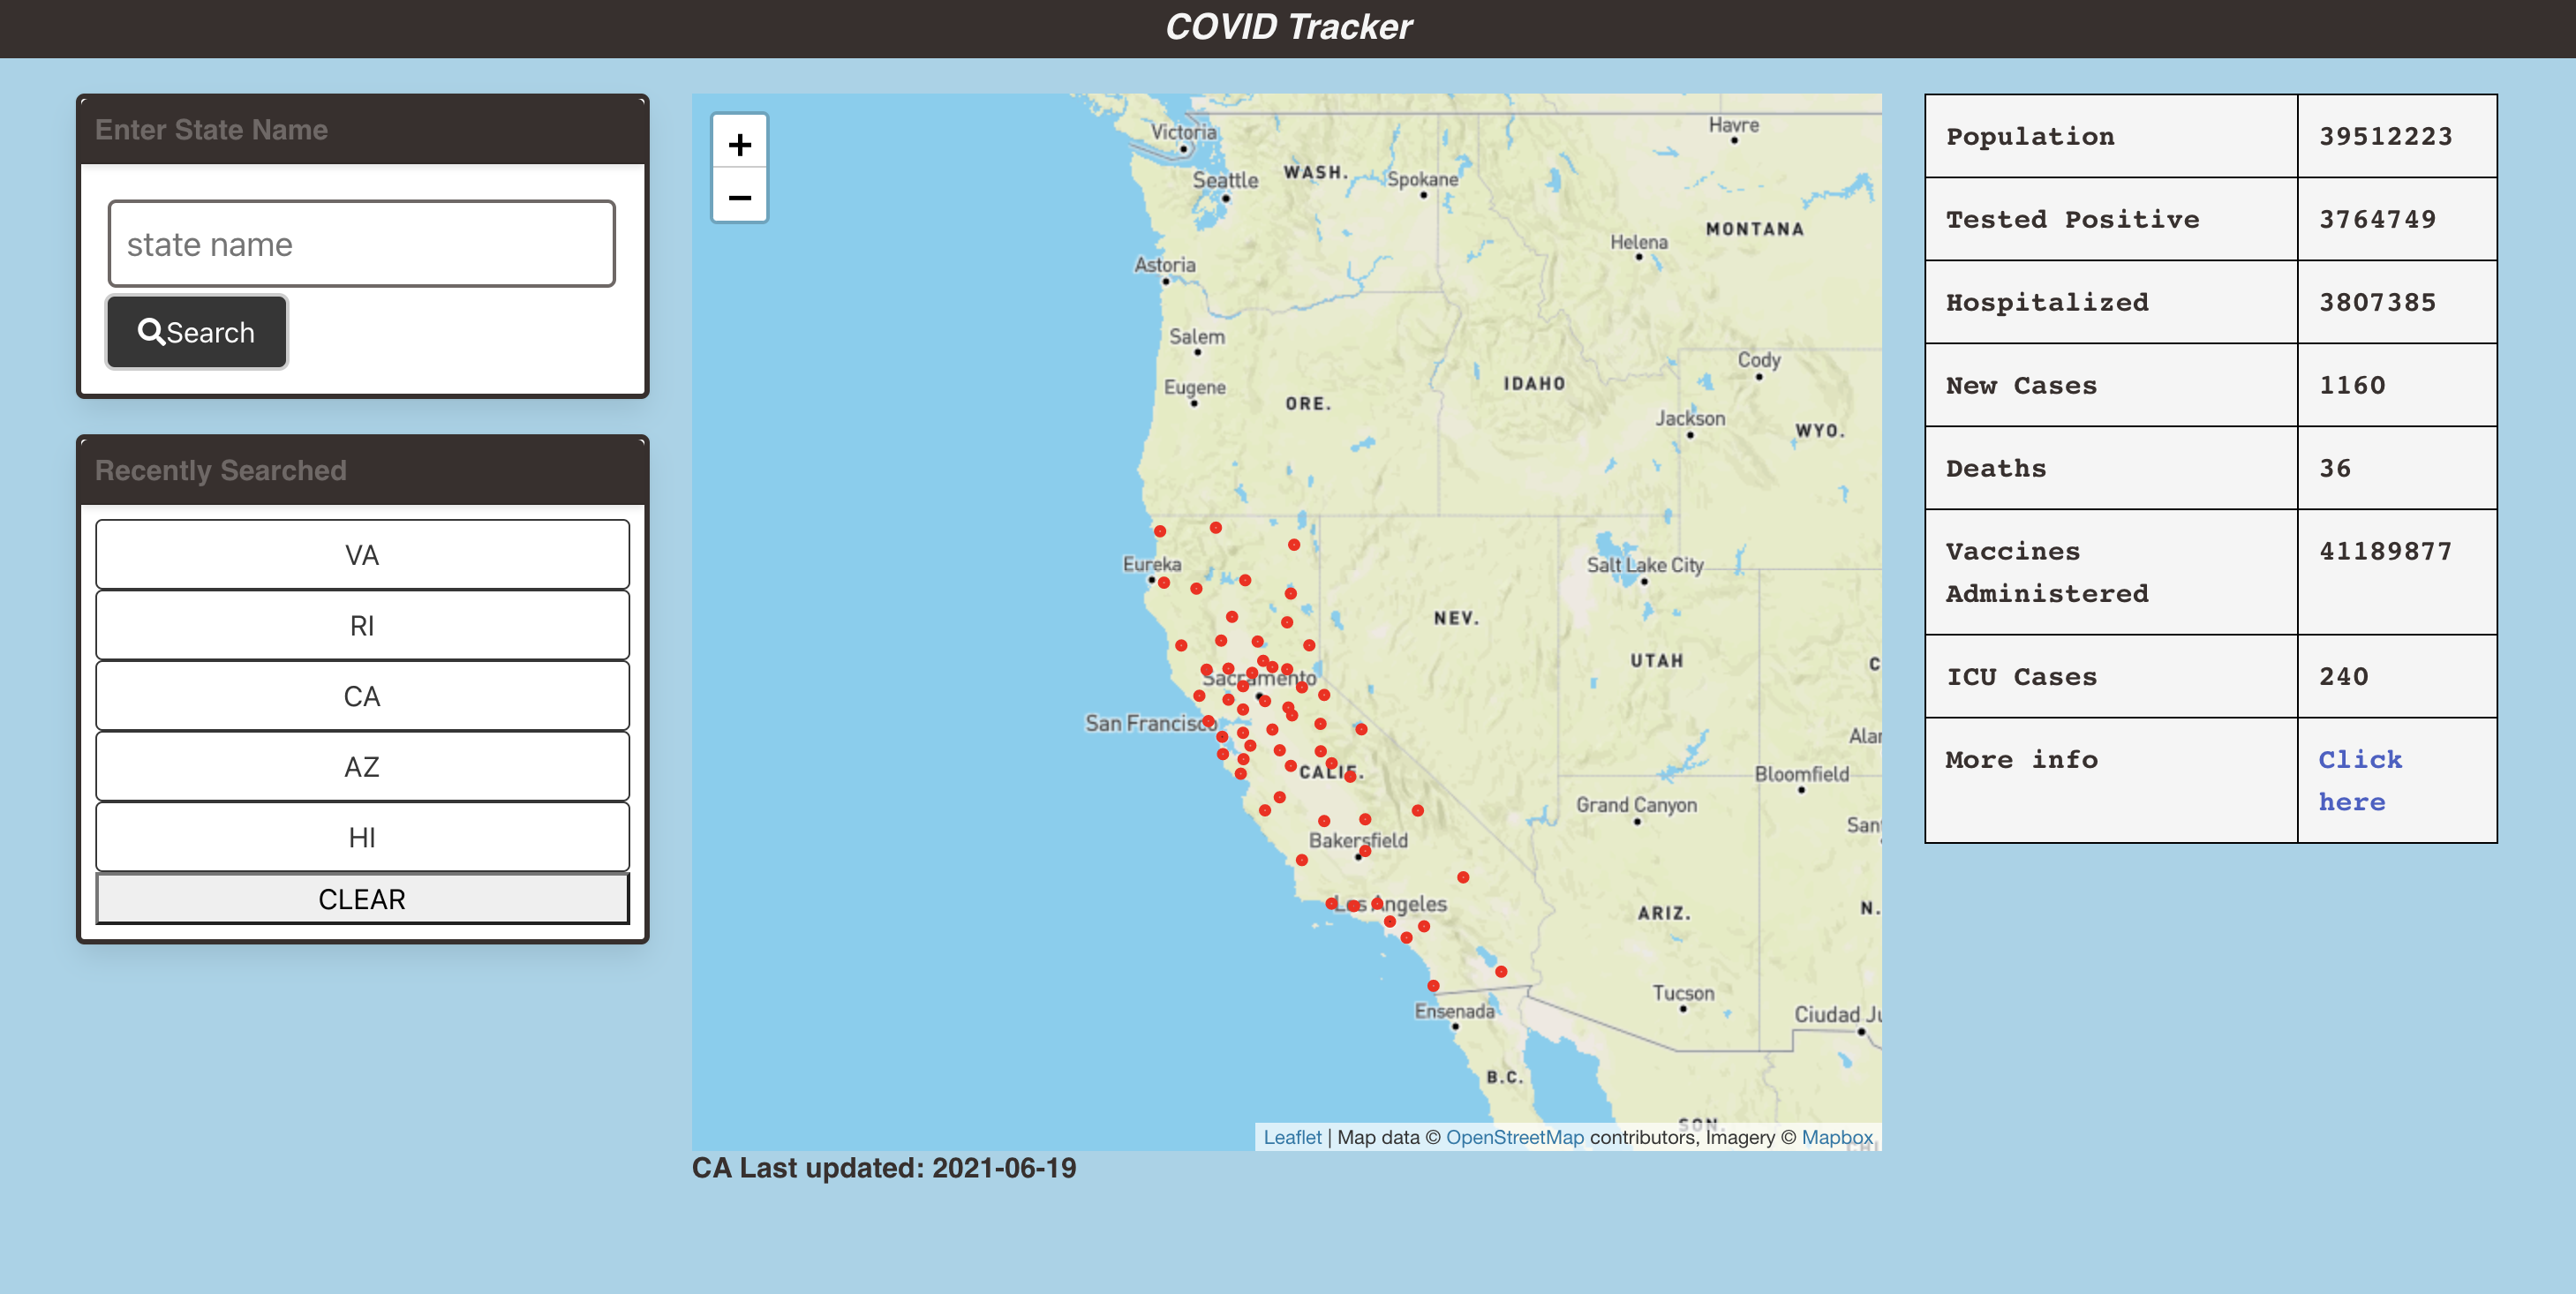 COVID Tracker
Enter State Name
state name
Search
Recently Searched
VA
RI
CA
AZ
HI
CLEAR
+
−
Victoria
Havre
WASH.
Seattle
Spokane
MONTANA
Helena
Astoria
Salem
Cody
Eugene
IDAHO
ORE.
Jackson
WYO.
Eureka
Salt Lake City
NEV.
UTAH
Sacramento
San Francisco
CALIF.
Bloomfield
Grand Canyon
Bakersfield
Los Angeles
ARIZ.
N.
Tucson
Ensenada
Ciudad Ju
B.C.
SON.
Leaflet | Map data © OpenStreetMap contributors, Imagery © Mapbox
CA Last updated: 2021-06-19
Population 39512223
Tested Positive 3764749
Hospitalized 3807385
New Cases 1160
Deaths 36
Vaccines 41189877
Administered
ICU Cases 240
More info Click
here